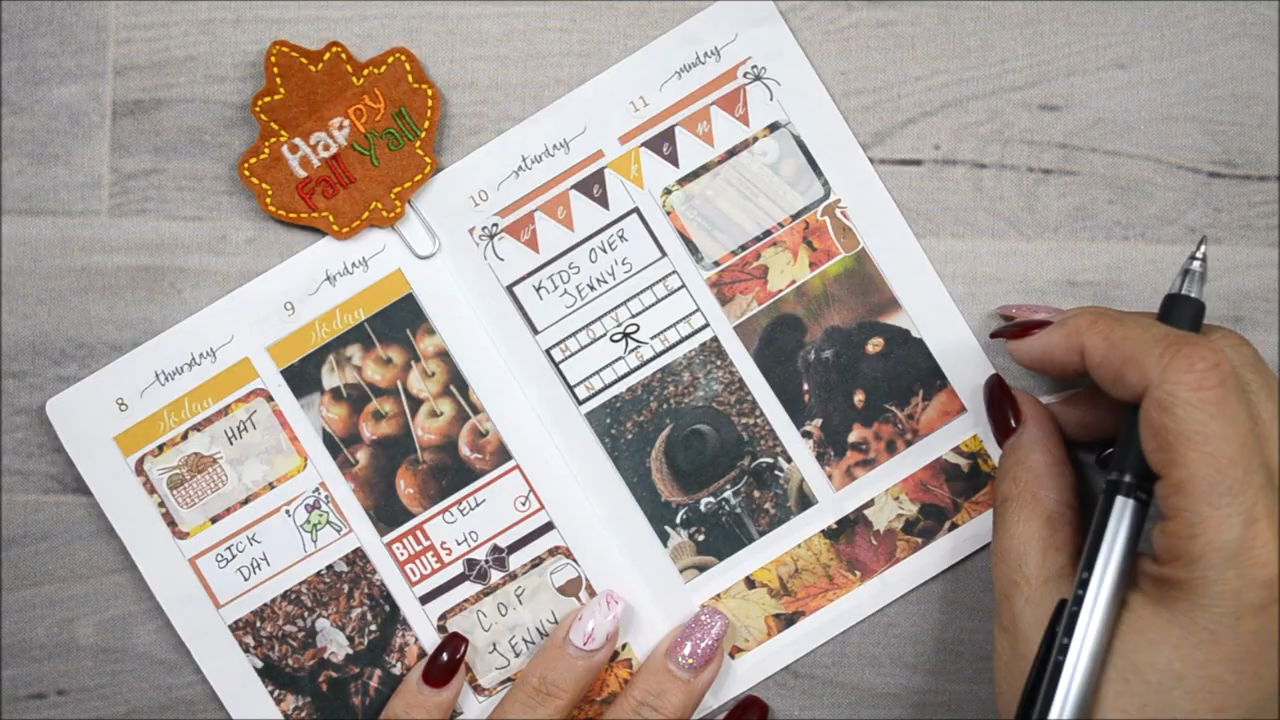 Happy
Fall Y'all
8 thursday
today
HAT
SICK
DAY
9 friday
today
BILL
DUE $ 40
CELL
C.O.F
JENNY
10 saturday
weekend
KIDS OVER
JENNY'S
MOVIE
NIGHT
11 sunday